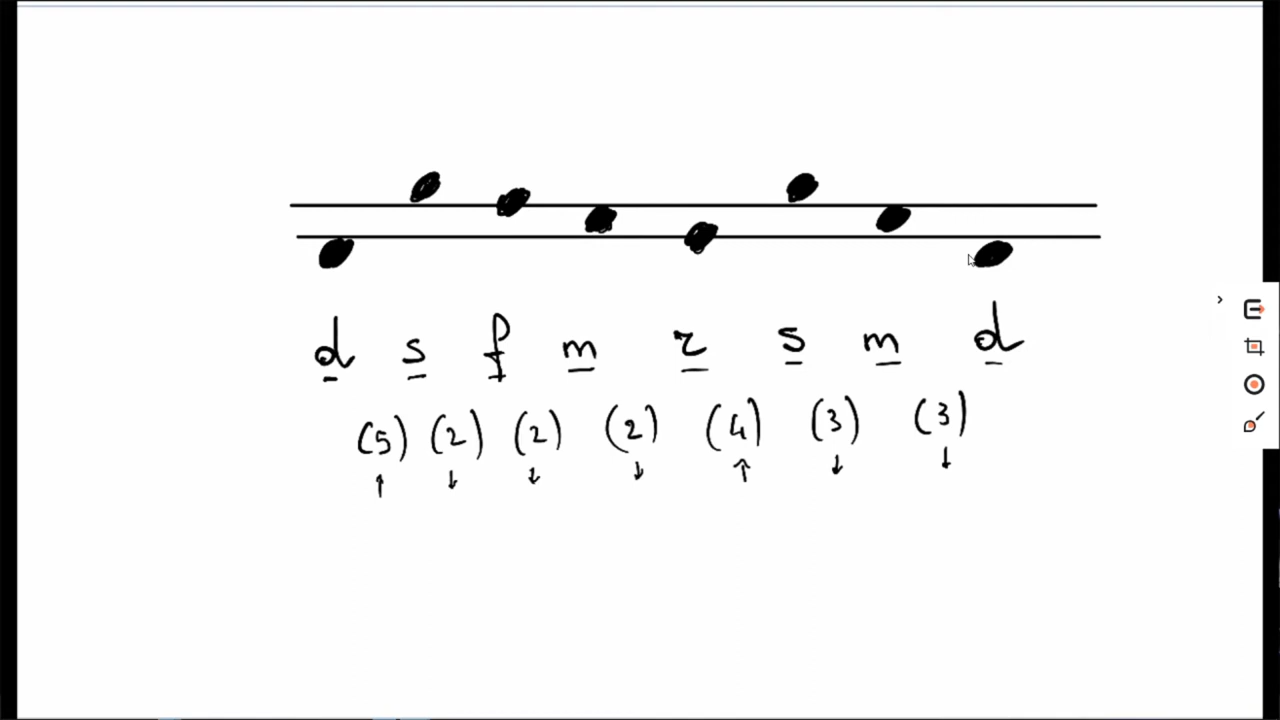 d s f m r s m d
(5) (2) (2) (2) (4) (3) (3)
↑ ↓ ↓ ↓ ↑ ↓ ↓